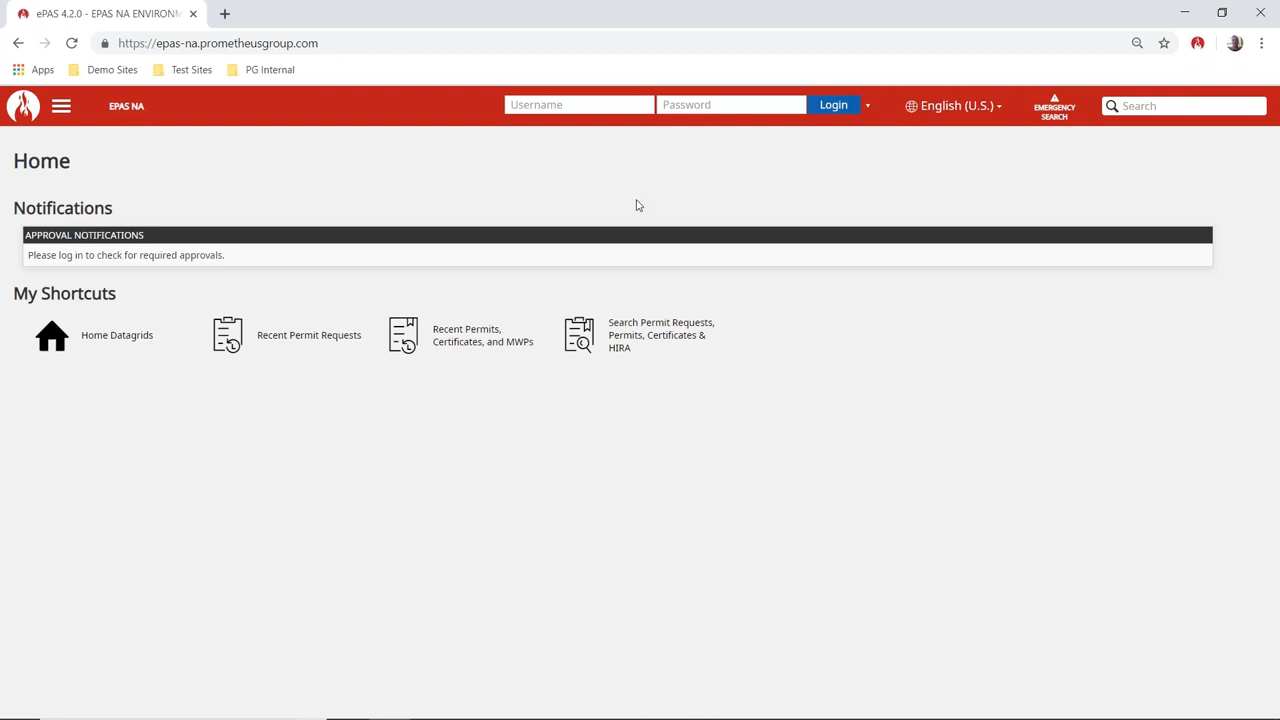 ePAS 4.2.0 - EPAS NA ENVIRONM
https://epas-na.prometheusgroup.com
Apps Demo Sites Test Sites PG Internal
EPAS NA Username Password Login English (U.S.) EMERGENCY SEARCH Search
Home
Notifications
APPROVAL NOTIFICATIONS
Please log in to check for required approvals.
My Shortcuts
Home Datagrids
Recent Permit Requests
Recent Permits,
Certificates, and MWPs
Search Permit Requests,
Permits, Certificates &
HIRA